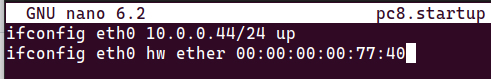 GNU nano 6.2 pc8.startup
ifconfig eth0 10.0.0.44/24 up
ifconfig eth0 hw ether 00:00:00:00:77:40